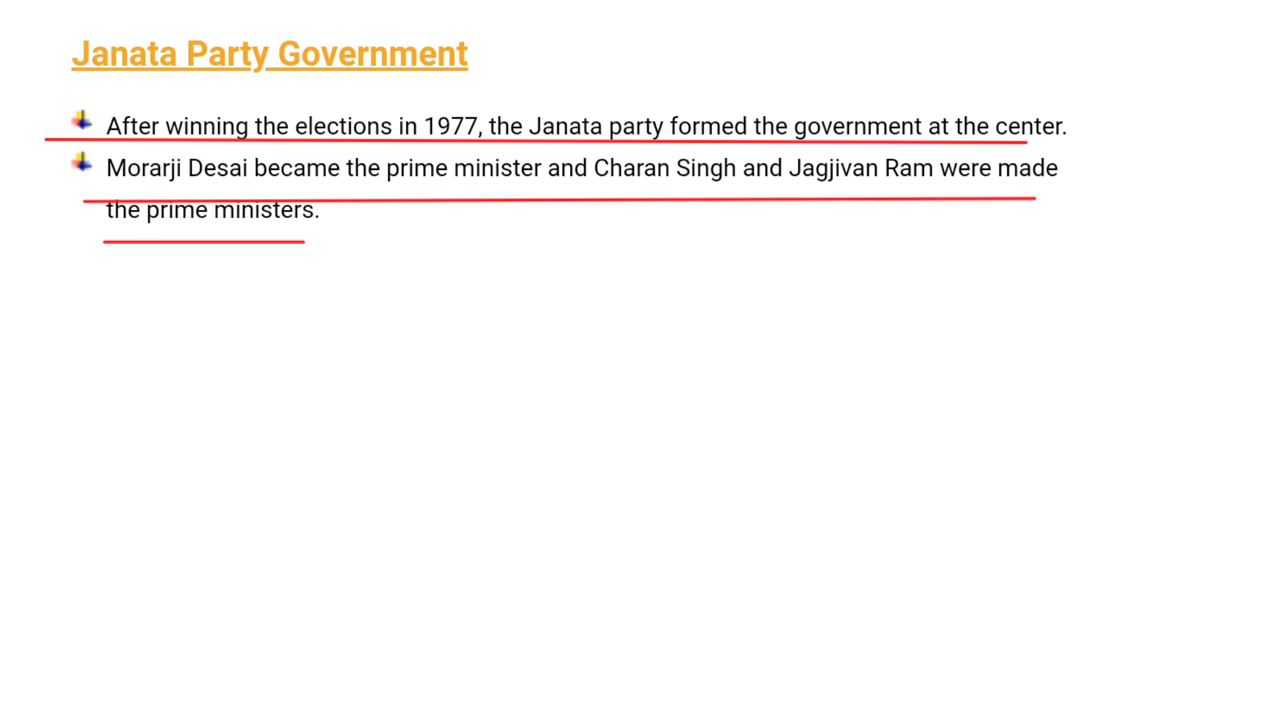 Janata Party Government
After winning the elections in 1977, the Janata party formed the government at the center.
Morarji Desai became the prime minister and Charan Singh and Jagjivan Ram were made
the prime ministers.